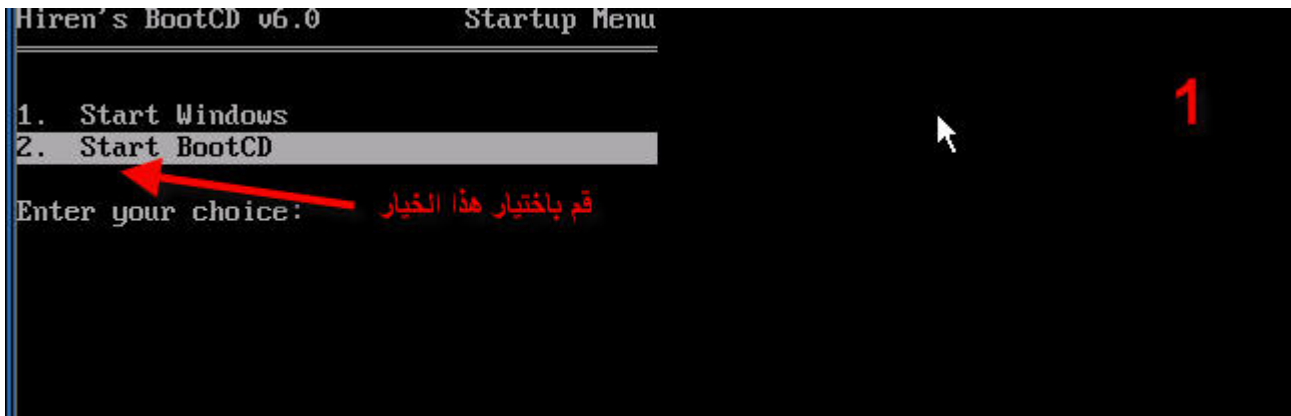 Hiren's BootCD v6.0 Startup Menu
1
1. Start Windows
2. Start BootCD
Enter your choice:
قم باختيار هذا الخيار